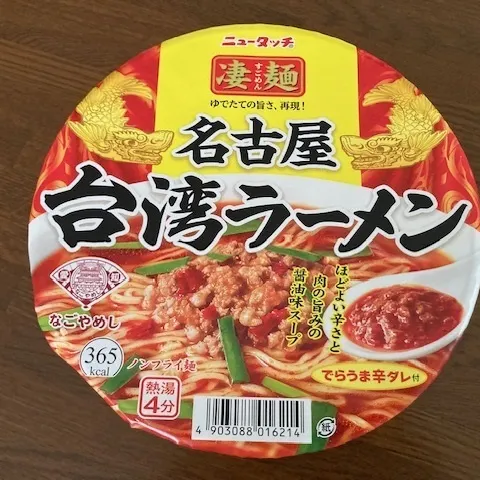 ニュータッチ®
凄麺
すごめん
ゆでたての旨さ、再現！
名古屋
台湾ラーメン
ほどよい辛さと
肉の旨みの
醤油味スープ
なごやめし
365
kcal
ノンフライ麺
熱湯
4分
でらうま辛ダレ付
4 903088 016214
紙